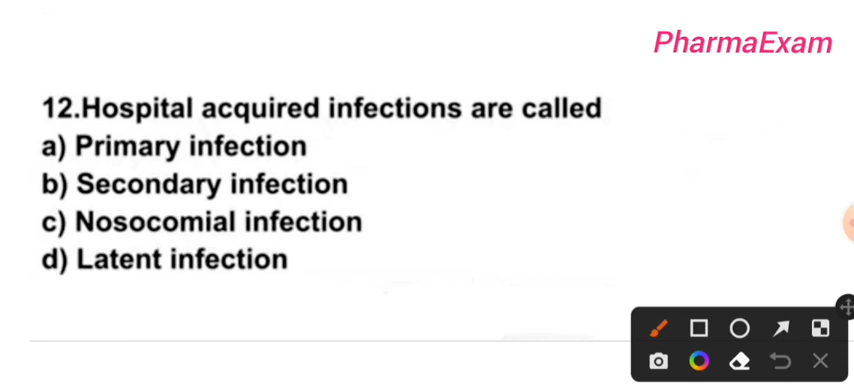 PharmaExam
12.Hospital acquired infections are called
a) Primary infection
b) Secondary infection
c) Nosocomial infection
d) Latent infection